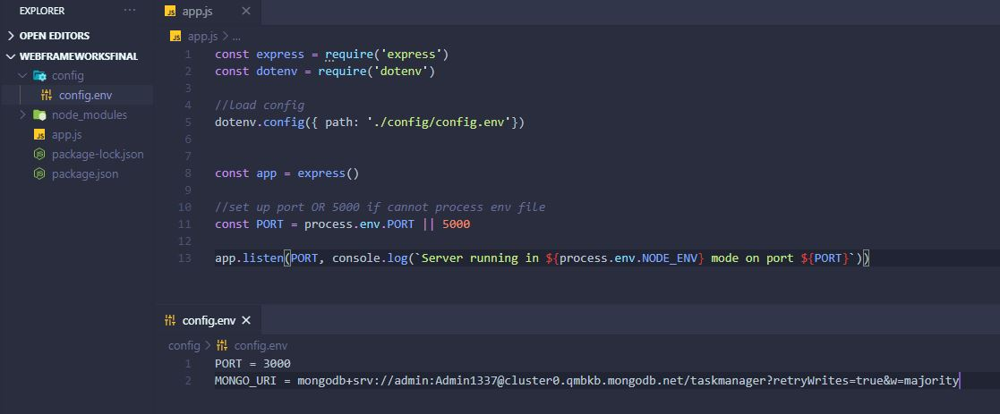 EXPLORER ...
OPEN EDITORS
WEBFRAMEWORKSFINAL
config
config.env
node_modules
app.js
package-lock.json
package.json
app.js
app.js > ...
1 const express = require('express')
2 const dotenv = require('dotenv')
3
4 //load config
5 dotenv.config({ path: './config/config.env'})
6
7
8 const app = express()
9
10 //set up port OR 5000 if cannot process env file
11 const PORT = process.env.PORT || 5000
12
13 app.listen(PORT, console.log(`Server running in ${process.env.NODE_ENV} mode on port ${PORT}`))
config.env
config > config.env
1 PORT = 3000
2 MONGO_URI = mongodb+srv://admin:Admin1337@cluster0.qmbkb.mongodb.net/taskmanager?retryWrites=true&w=majority